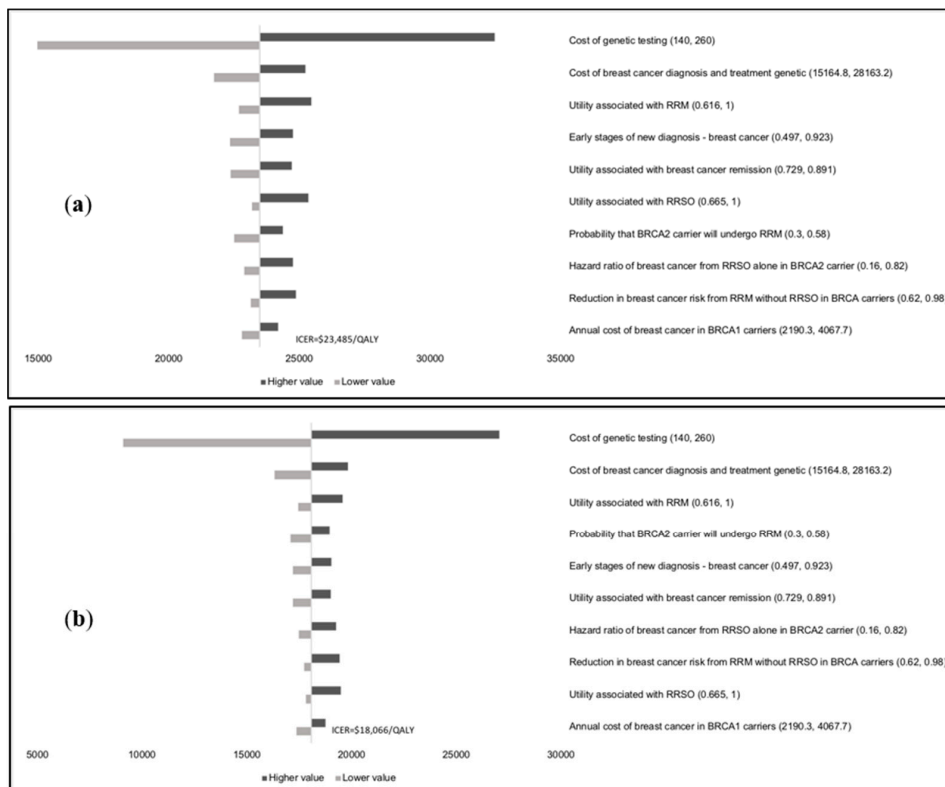 Cost of genetic testing (140, 260)
Cost of breast cancer diagnosis and treatment genetic (15164.8, 28163.2)
Utility associated with RRM (0.616, 1)
Early stages of new diagnosis - breast cancer (0.497, 0.923)
Utility associated with breast cancer remission (0.729, 0.891)
(a)
Utility associated with RRSO (0.665, 1)
Probability that BRCA2 carrier will undergo RRM (0.3, 0.58)
Hazard ratio of breast cancer from RRSO alone in BRCA2 carrier (0.16, 0.82)
Reduction in breast cancer risk from RRM without RRSO in BRCA carriers (0.62, 0.98)
Annual cost of breast cancer in BRCA1 carriers (2190.3, 4067.7)
ICER=$23,485/QALY
15000 20000 25000 30000 35000
Higher value Lower value
Cost of genetic testing (140, 260)
Cost of breast cancer diagnosis and treatment genetic (15164.8, 28163.2)
Utility associated with RRM (0.616, 1)
Probability that BRCA2 carrier will undergo RRM (0.3, 0.58)
Early stages of new diagnosis - breast cancer (0.497, 0.923)
Utility associated with breast cancer remission (0.729, 0.891)
(b)
Hazard ratio of breast cancer from RRSO alone in BRCA2 carrier (0.16, 0.82)
Reduction in breast cancer risk from RRM without RRSO in BRCA carriers (0.62, 0.98)
Utility associated with RRSO (0.665, 1)
Annual cost of breast cancer in BRCA1 carriers (2190.3, 4067.7)
ICER=$18,066/QALY
5000 10000 15000 20000 25000 30000
Higher value Lower value